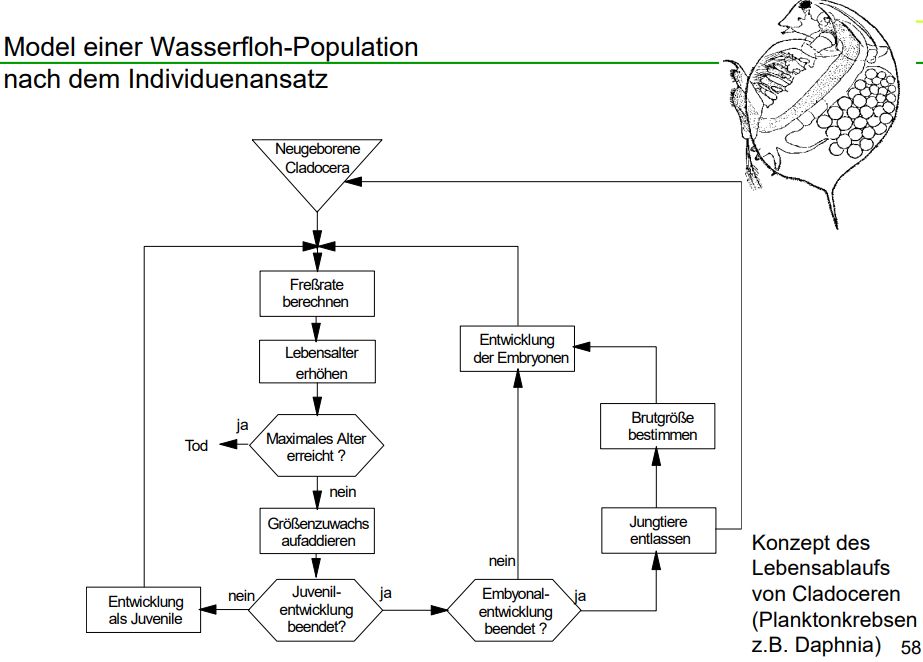 Model einer Wasserfloh-Population
nach dem Individuenansatz
Neugeborene
Cladocera
Freßrate
berechnen
Lebensalter
erhöhen
Maximales Alter
erreicht ?
ja
Tod
nein
Größenzuwachs
aufaddieren
Juvenil-
entwicklung
beendet?
nein
Entwicklung
als Juvenile
ja
Embyonal-
entwicklung
beendet ?
nein
Entwicklung
der Embryonen
ja
Jungtiere
entlassen
Brutgröße
bestimmen
Konzept des
Lebensablaufs
von Cladoceren
(Planktonkrebsen
z.B. Daphnia)
58